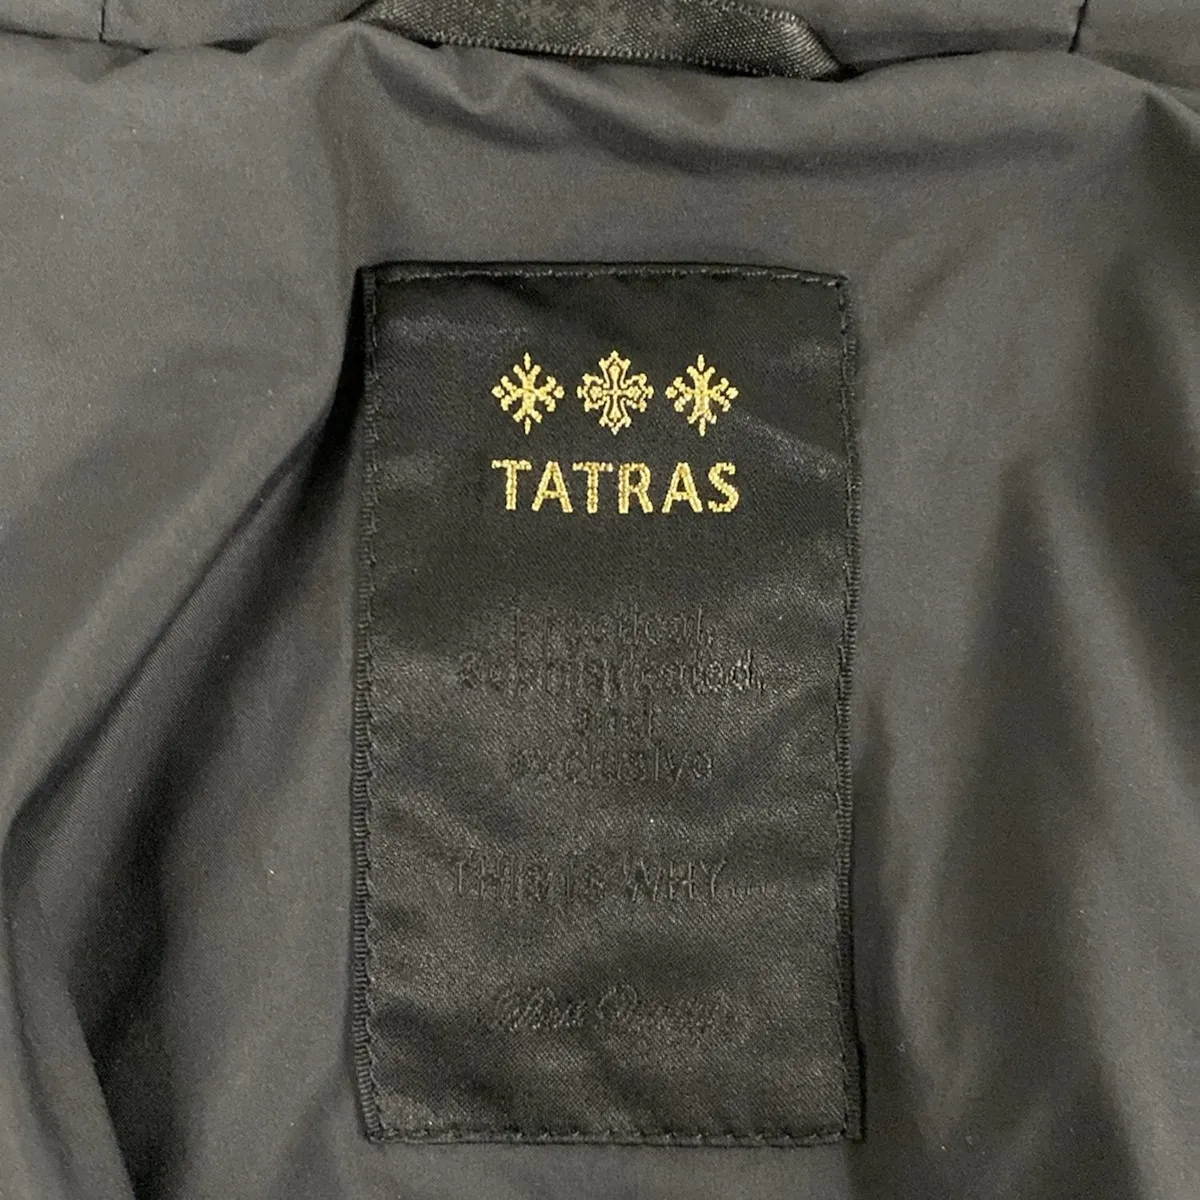 TATRAS
Practical,
sophisticated,
and
exclusive
THIS IS WHY...